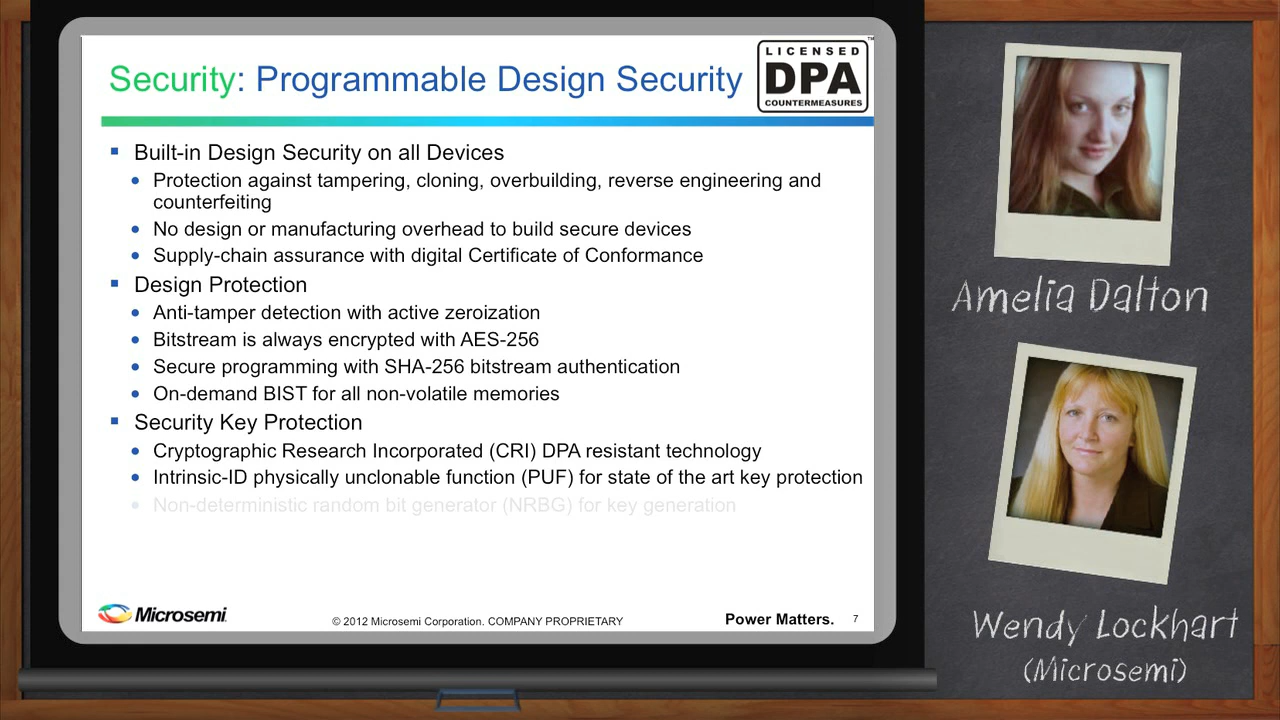 Security: Programmable Design Security
LICENSED
DPA
COUNTERMEASURES
TM
Built-in Design Security on all Devices
Protection against tampering, cloning, overbuilding, reverse engineering and
counterfeiting
No design or manufacturing overhead to build secure devices
Supply-chain assurance with digital Certificate of Conformance
Design Protection
Anti-tamper detection with active zeroization
Bitstream is always encrypted with AES-256
Secure programming with SHA-256 bitstream authentication
On-demand BIST for all non-volatile memories
Security Key Protection
Cryptographic Research Incorporated (CRI) DPA resistant technology
Intrinsic-ID physically unclonable function (PUF) for state of the art key protection
Non-deterministic random bit generator (NRBG) for key generation
Microsemi
© 2012 Microsemi Corporation. COMPANY PROPRIETARY
Power Matters.
7
Amelia Dalton
Wendy Lockhart
(Microsemi)